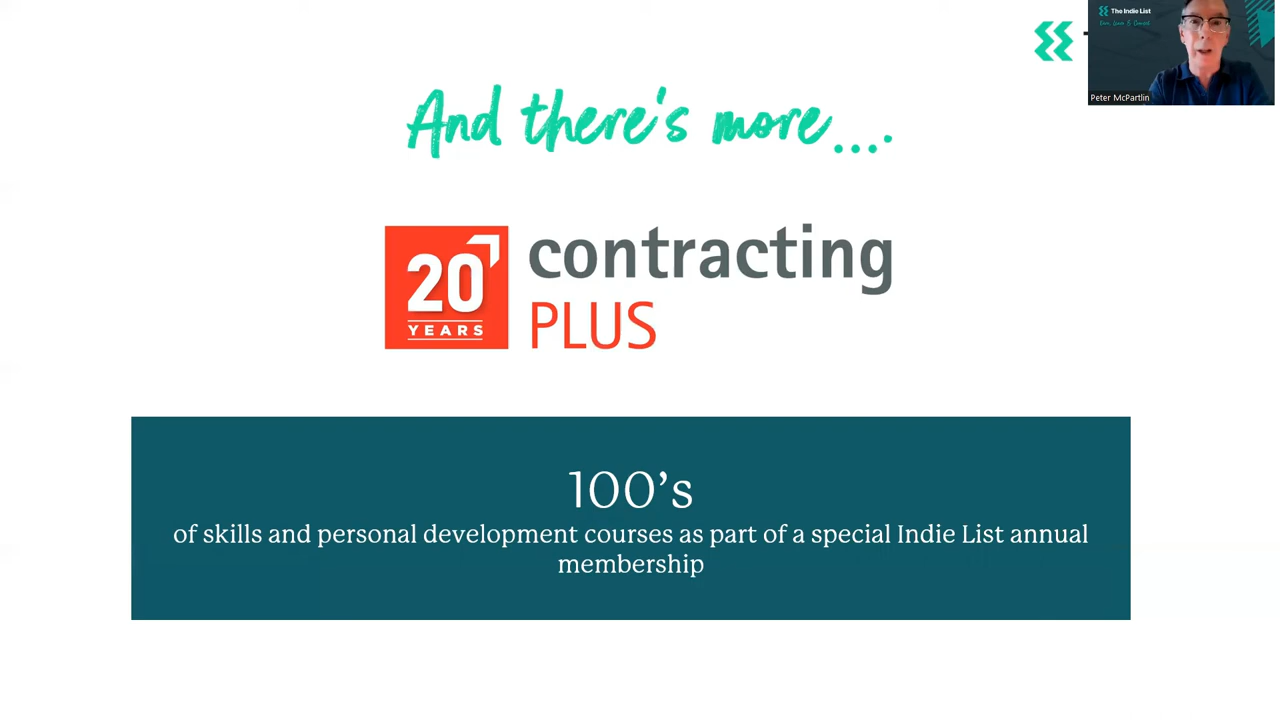 The Indie List
Peter McPartlin
And there's more....
20
YEARS
contracting
PLUS
100's
of skills and personal development courses as part of a special Indie List annual
membership